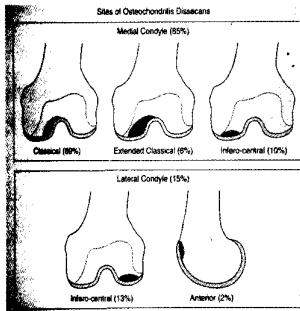 Sites of Osteochondritis Dissecans
Medial Condyle (85%)
Classical (69%) Extended Classical (6%) Infero-central (10%)
Lateral Condyle (15%)
Infero-central (13%) Anterior (2%)